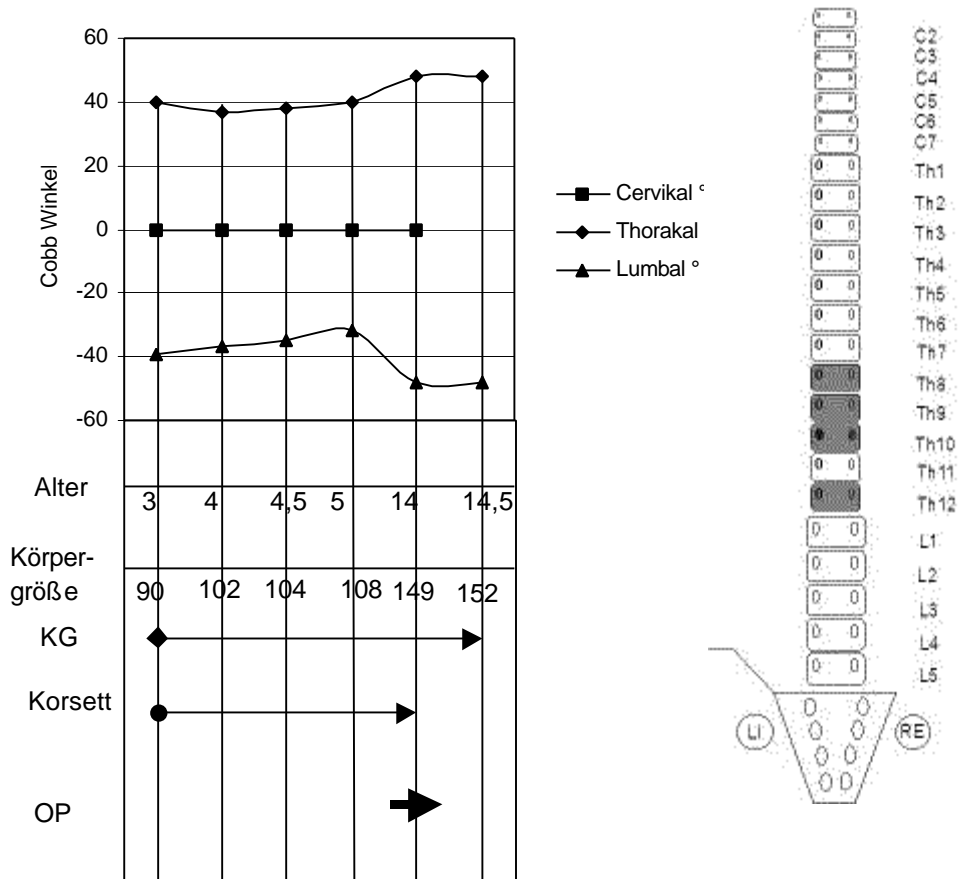 60
40
20
0
-20
-40
-60
Cobb Winkel
Cervikal °
Thorakal
Lumbal °
Alter
3 4 4,5 5 14 14,5
Körper-
größe
90 102 104 108 149 152
KG
Korsett
OP
C2
C3
C4
C5
C6
C7
Th1
Th2
Th3
Th4
Th5
Th6
Th7
Th8
Th9
Th10
Th11
Th12
L1
L2
L3
L4
L5
LI
RE